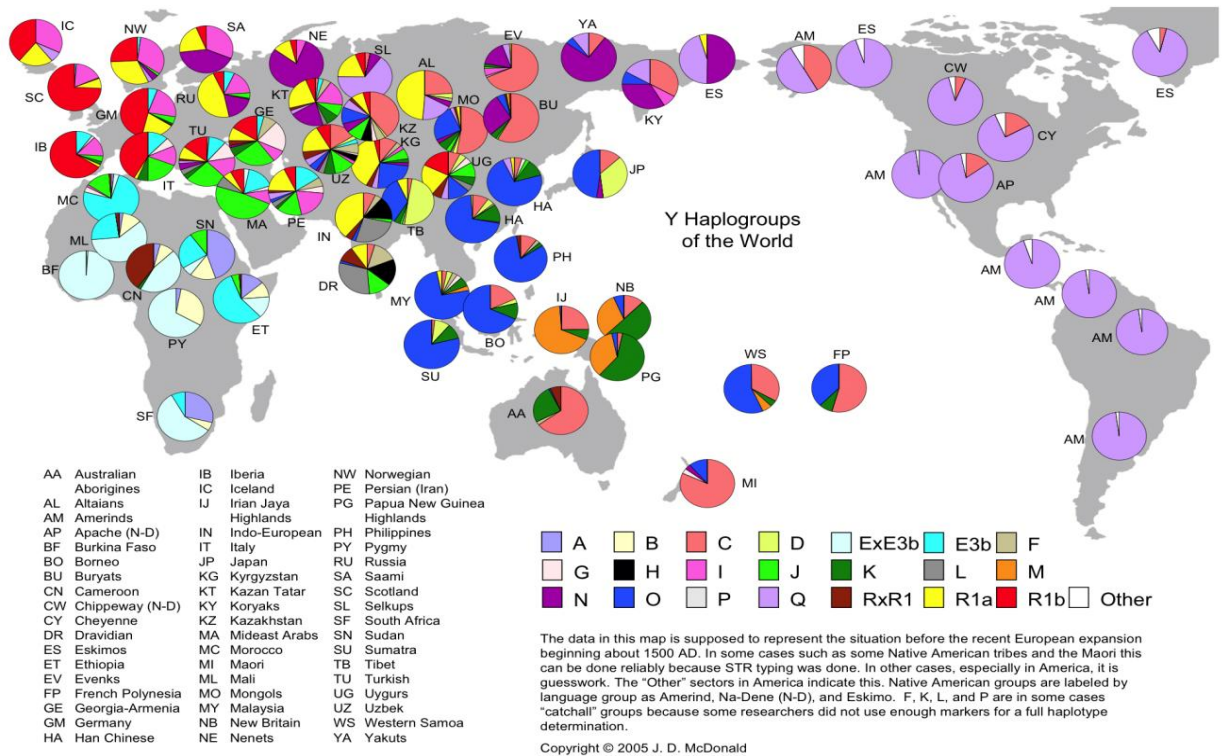 IC
NW
SA
NE
SL
AL
EV
YA
ES
AM
ES
CW
ES
SC
GM
RU
GE
KT
MO
BU
KY
CY
KZ
KG
IB
IT
TU
UZ
UG
JP
AM
AP
MC
MA
PE
IN
TB
HA
HA
Y Haplogroups
of the World
ML
SN
BF
CN
DR
PH
AM
AM
PY
ET
MY
BO
IJ
NB
AM
SU
PG
WS
FP
SF
AA
AM
MI
AA Australian
Aborigines
AL Altaians
AM Amerinds
AP Apache (N-D)
BF Burkina Faso
BO Borneo
BU Buryats
CN Cameroon
CW Chippeway (N-D)
CY Cheyenne
DR Dravidian
ES Eskimos
ET Ethiopia
EV Evenks
FP French Polynesia
GE Georgia-Armenia
GM Germany
HA Han Chinese
IB Iberia
IC Iceland
IJ Irian Jaya
Highlands
IN Indo-European
IT Italy
JP Japan
KG Kyrgyzstan
KT Kazan Tatar
KY Koryaks
KZ Kazakhstan
MA Mideast Arabs
MC Morocco
MI Maori
ML Mali
MO Mongols
MY Malaysia
NB New Britain
NE Nenets
NW Norwegian
PE Persian (Iran)
PG Papua New Guinea
Highlands
PH Philippines
PY Pygmy
RU Russia
SA Saami
SC Scotland
SL Selkups
SF South Africa
SN Sudan
SU Sumatra
TB Tibet
TU Turkish
UG Uygurs
UZ Uzbek
WS Western Samoa
YA Yakuts
A B C D ExE3b E3b F
G H I J K L M
N O P Q RxR1 R1a R1b Other
The data in this map is supposed to represent the situation before the recent European expansion
beginning about 1500 AD. In some cases such as some Native American tribes and the Maori this
can be done reliably because STR typing was done. In other cases, especially in America, it is
guesswork. The “Other” sectors in America indicate this. Native American groups are labeled by
language group as Amerind, Na-Dene (N-D), and Eskimo. F, K, L, and P are in some cases
“catchall” groups because some researchers did not use enough markers for a full haplotype
determination.
Copyright © 2005 J. D. McDonald